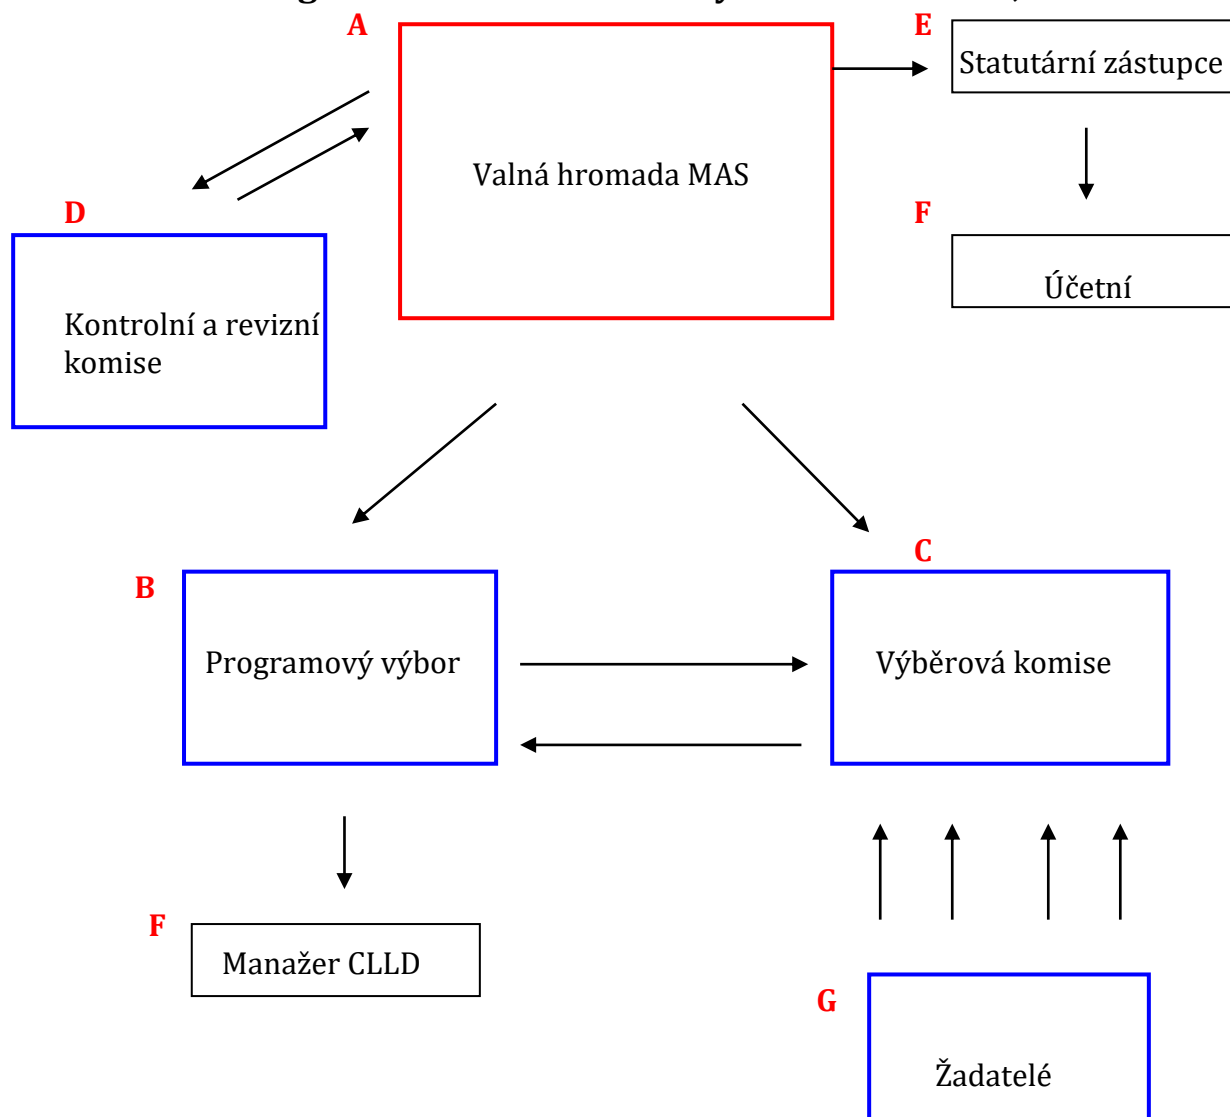 A
E
Statutární zástupce
Valná hromada MAS
D
F
Účetní
Kontrolní a revizní
komise
C
B
Programový výbor
Výběrová komise
F
Manažer CLLD
G
Žadatelé